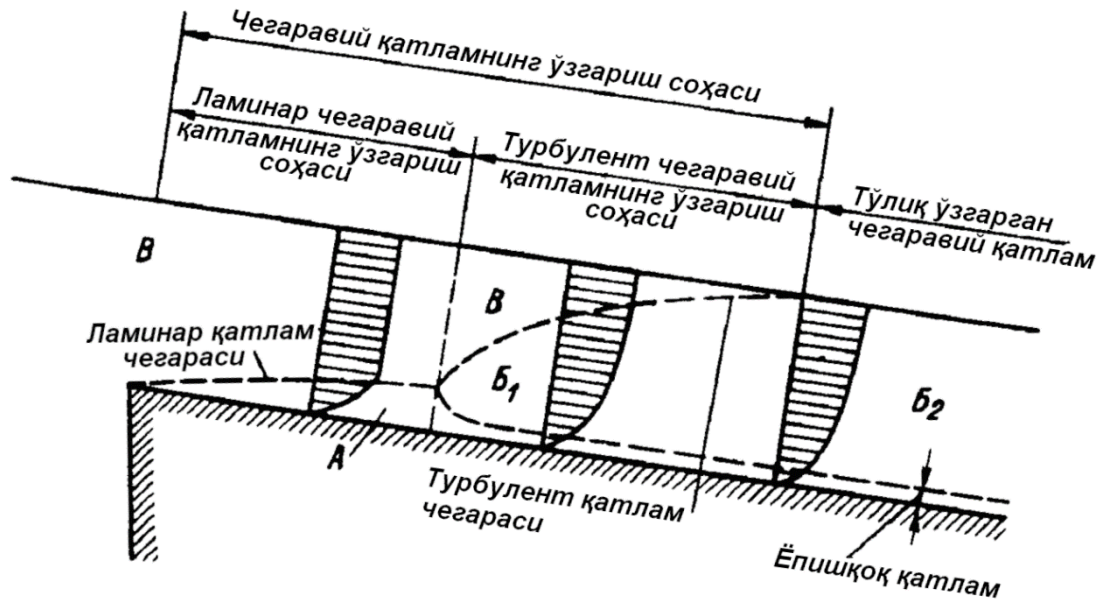 Чегаравий қатламнинг ўзгариш соҳаси
Ламинар чегаравий
қатламнинг ўзгариш
соҳаси
Турбулент чегаравий
қатламнинг ўзгариш
соҳаси
Тўлиқ ўзгарган
чегаравий қатлам
В
В
Ламинар қатлам
чегараси
Б1
Б2
А
Турбулент қатлам
чегараси
Ёпишқоқ қатлам